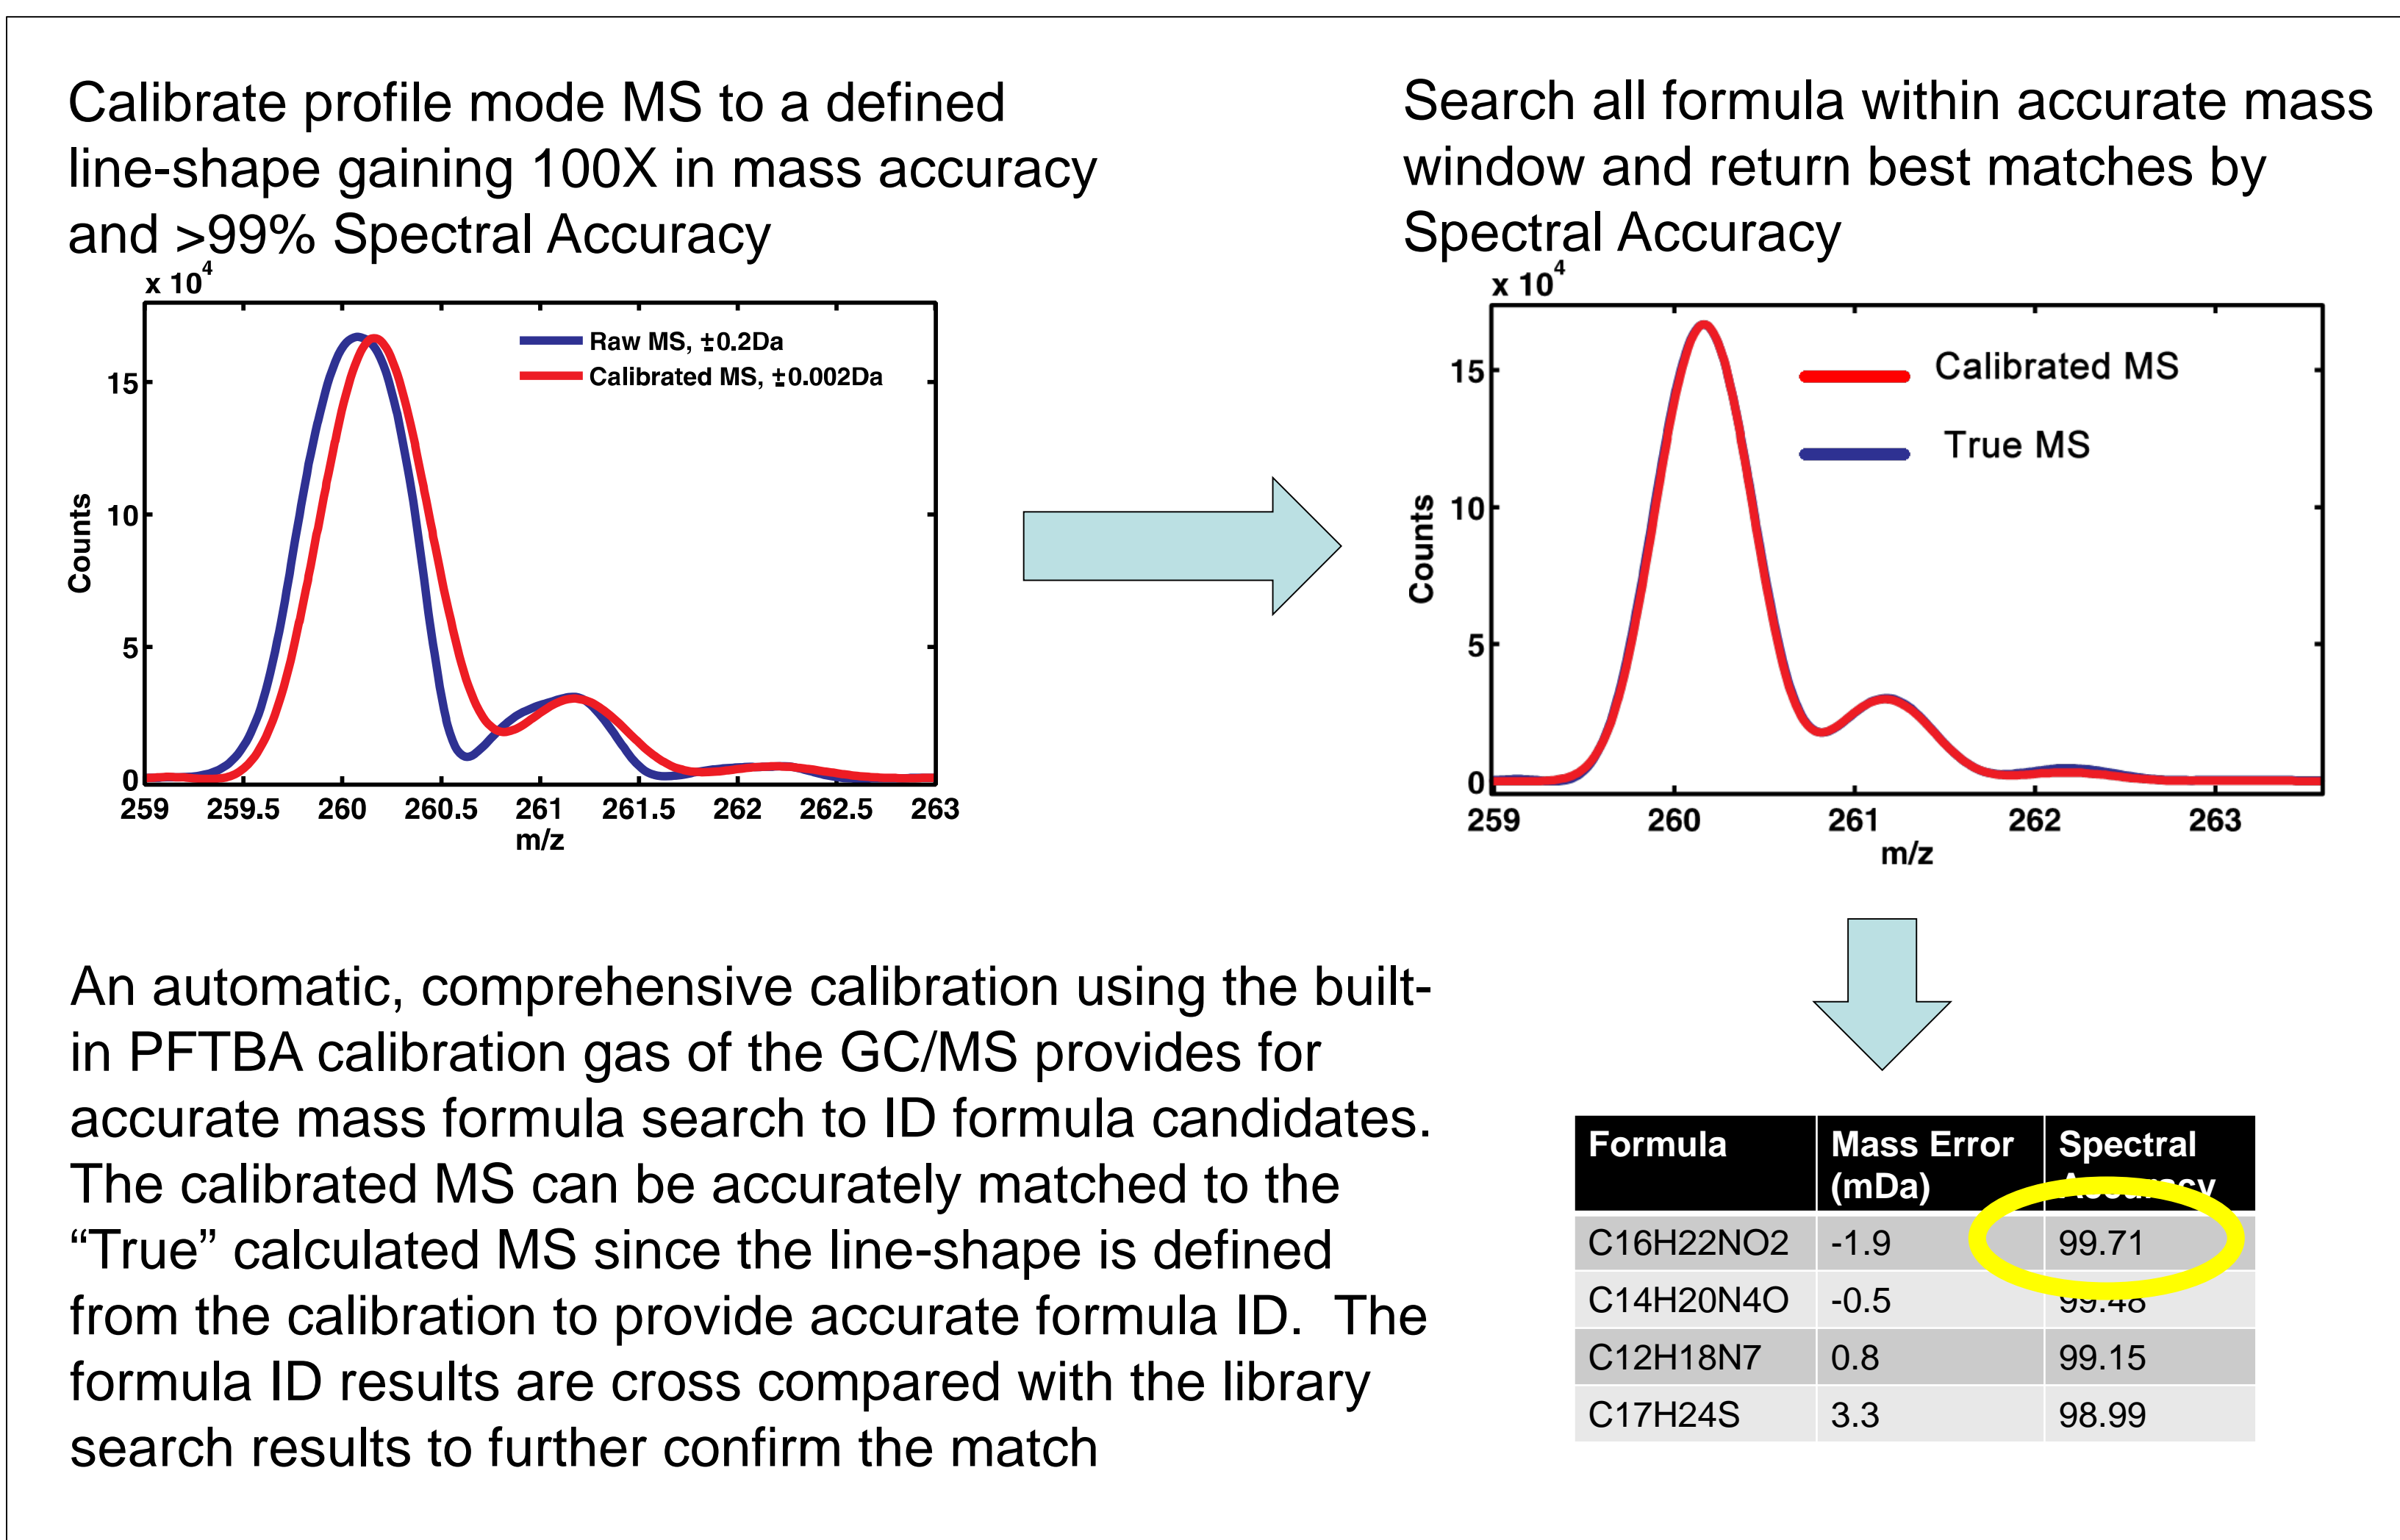 Calibrate profile mode MS to a defined
line-shape gaining 100X in mass accuracy
and >99% Spectral Accuracy
x 10⁴
Raw MS, ±0.2Da
Calibrated MS, ±0.002Da
15
10
5
0
Counts
259 259.5 260 260.5 261 261.5 262 262.5 263
m/z
Search all formula within accurate mass
window and return best matches by
Spectral Accuracy
x 10⁴
Calibrated MS
True MS
15
10
5
0
Counts
259 260 261 262 263
m/z
An automatic, comprehensive calibration using the built-
in PFTBA calibration gas of the GC/MS provides for
accurate mass formula search to ID formula candidates.
The calibrated MS can be accurately matched to the
“True” calculated MS since the line-shape is defined
from the calibration to provide accurate formula ID.  The
formula ID results are cross compared with the library
search results to further confirm the match
Formula Mass Error Spectral
(mDa) Accuracy
C16H22NO2 -1.9 99.71
C14H20N4O -0.5 99.48
C12H18N7 0.8 99.15
C17H24S 3.3 98.99